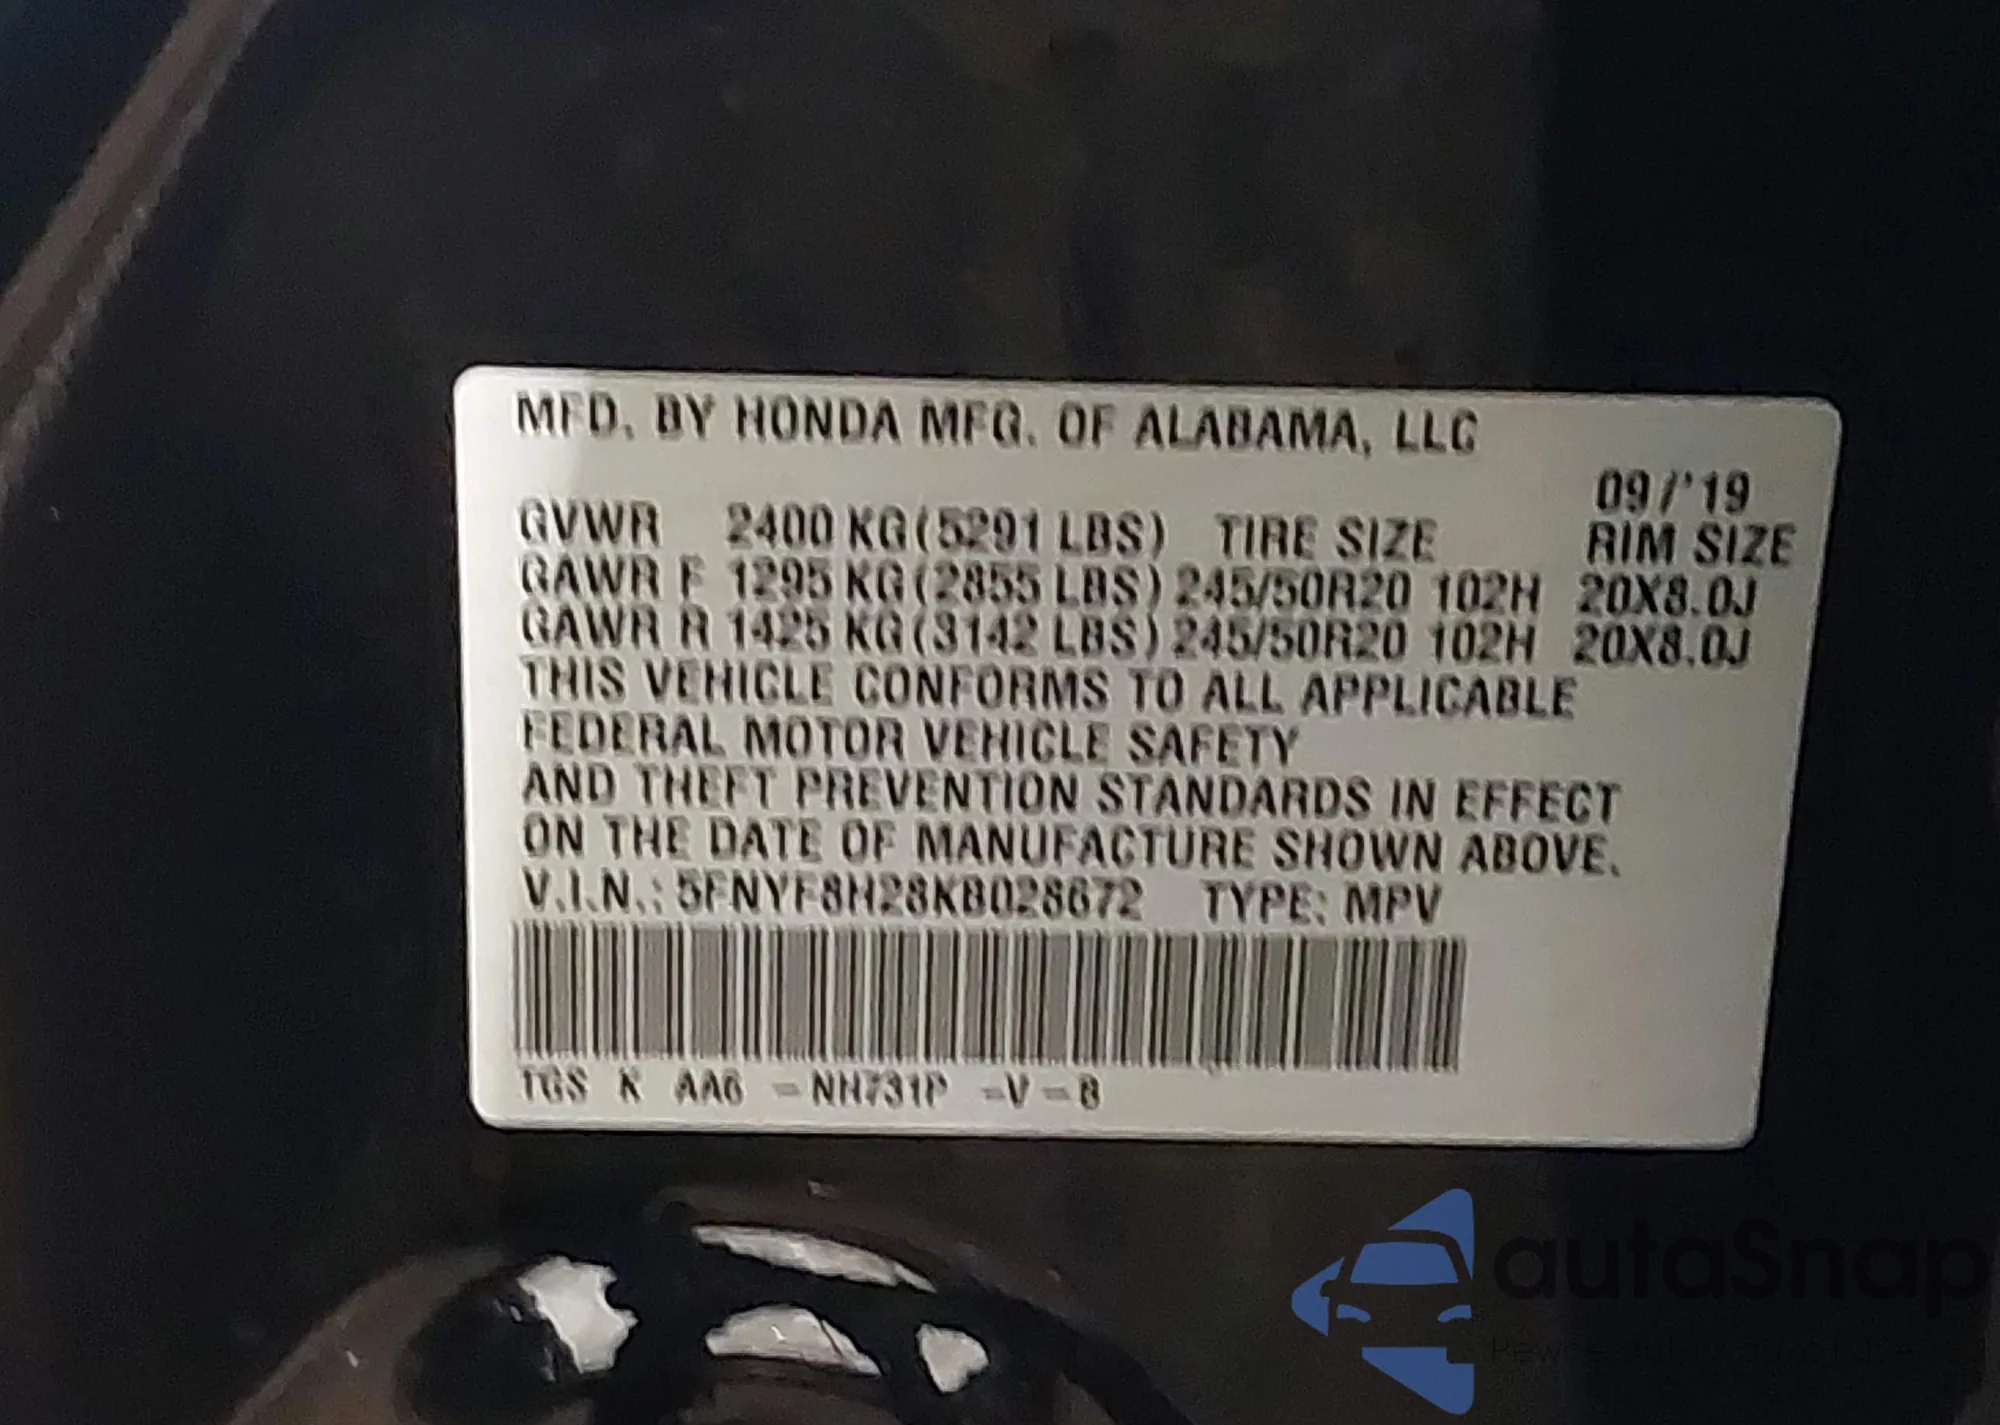 MFD. BY HONDA MFG. OF ALABAMA, LLC
09/'19
GVWR 2400 KG(5291 LBS) TIRE SIZE RIM SIZE
GAWR F 1295 KG(2855 LBS) 245/50R20 102H 20X8.0J
GAWR R 1425 KG(3142 LBS) 245/50R20 102H 20X8.0J
THIS VEHICLE CONFORMS TO ALL APPLICABLE
FEDERAL MOTOR VEHICLE SAFETY
AND THEFT PREVENTION STANDARDS IN EFFECT
ON THE DATE OF MANUFACTURE SHOWN ABOVE.
V.I.N.: 5FNYF8H28KB028672 TYPE: MPV
TGS K AA6 -NH731P -V-B
autaSnap